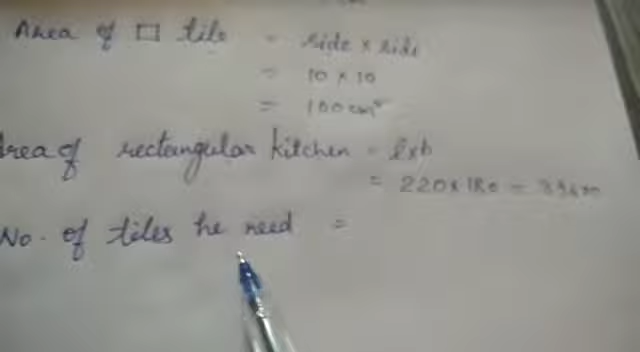 Area of □ tile = side × side
= 10 × 10
= 100 cm²
Area of rectangular kitchen = l×b
= 220 × 180 =
No. of tiles he need =